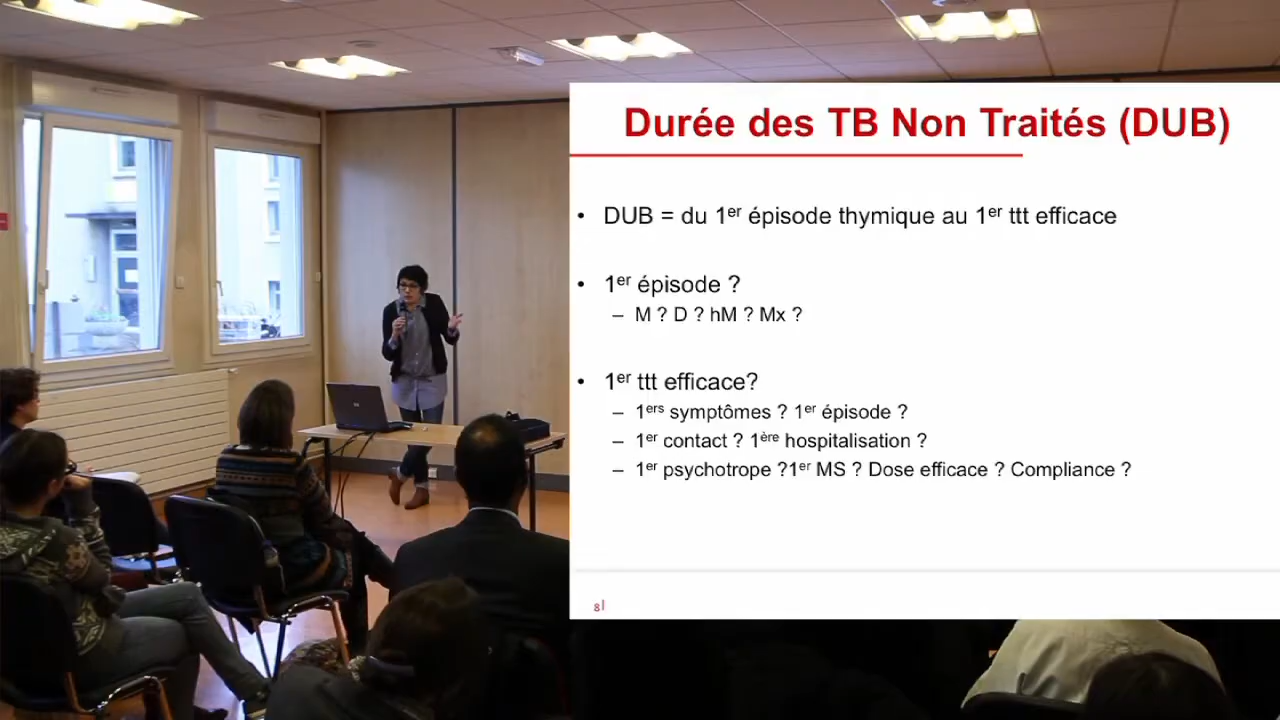 Durée des TB Non Traités (DUB)
• DUB = du 1er épisode thymique au 1er ttt efficace
• 1er épisode ?
– M ? D ? hM ? Mx ?
• 1er ttt efficace?
– 1ers symptômes ? 1er épisode ?
– 1er contact ? 1ère hospitalisation ?
– 1er psychotrope ?1er MS ? Dose efficace ? Compliance ?
8|